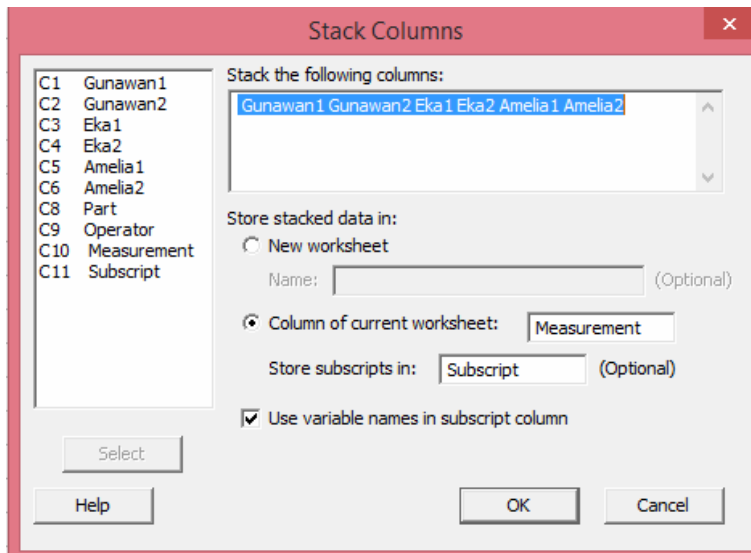 Stack Columns
×
C1 Gunawan1
C2 Gunawan2
C3 Eka1
C4 Eka2
C5 Amelia1
C6 Amelia2
C8 Part
C9 Operator
C10 Measurement
C11 Subscript
Stack the following columns:
Gunawan1 Gunawan2 Eka1 Eka2 Amelia1 Amelia2
Store stacked data in:
New worksheet
Name: (Optional)
Column of current worksheet: Measurement
Store subscripts in: Subscript (Optional)
Use variable names in subscript column
Select
Help OK Cancel